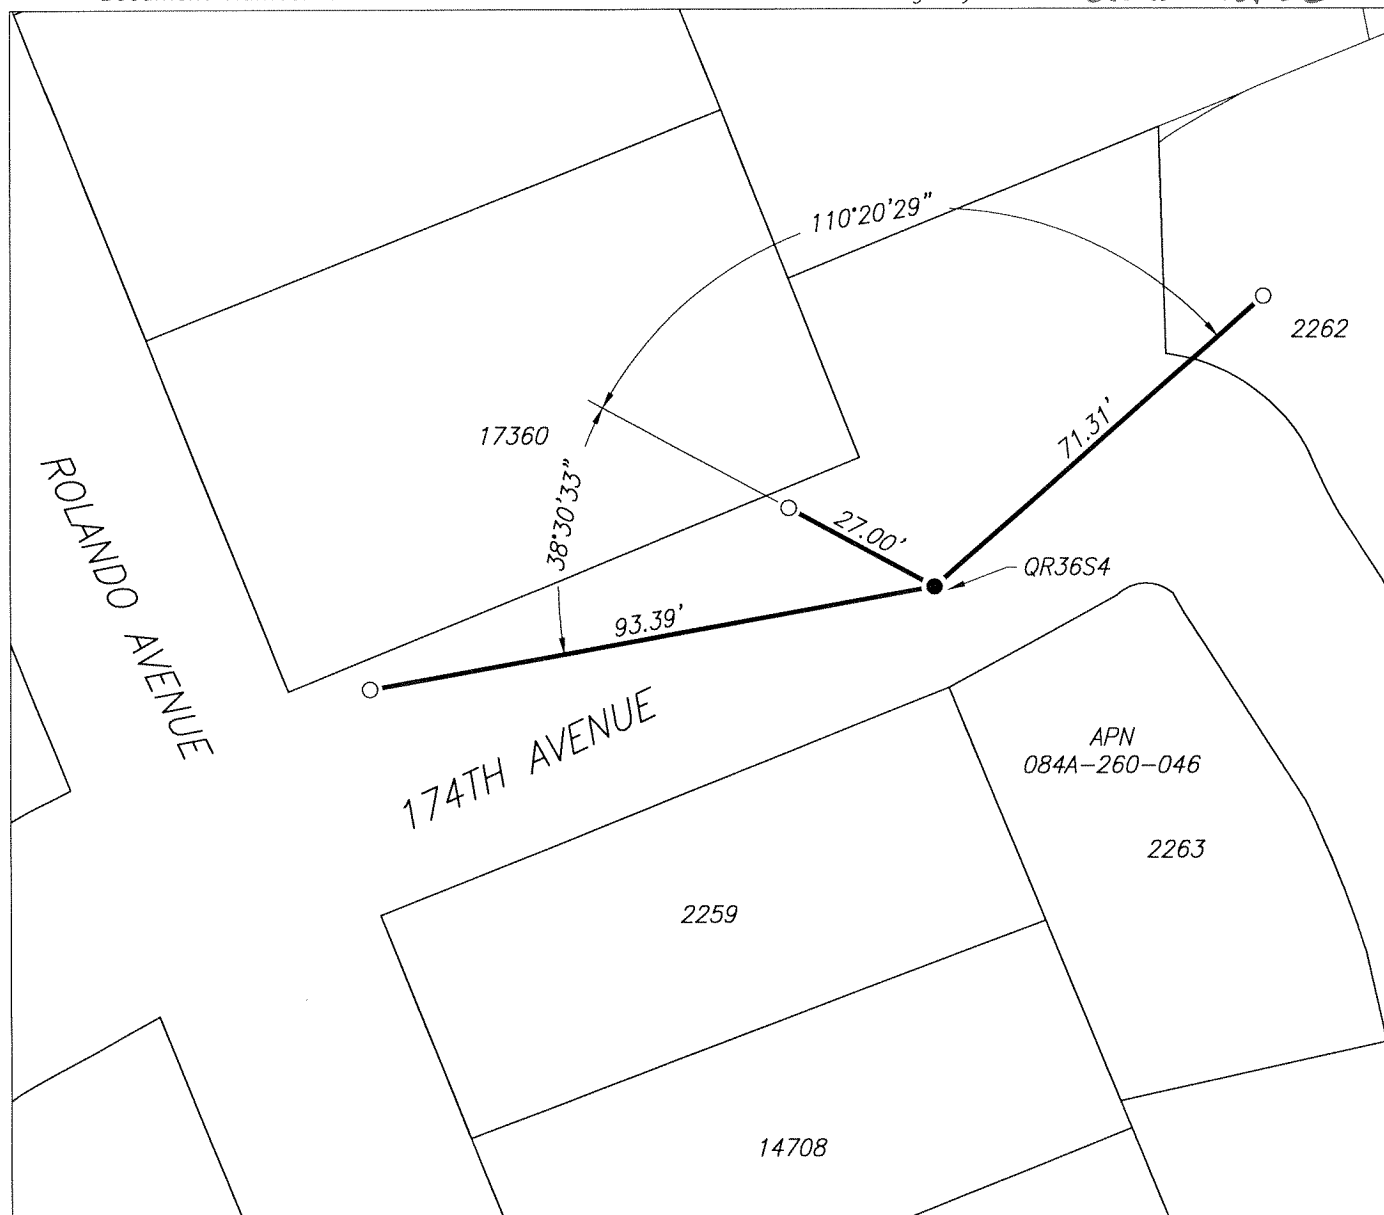 110°20'29"
2262
17360
71.31'
38°30'33"
27.00'
QR36S4
93.39'
ROLANDO AVENUE
174TH AVENUE
APN
084A-260-046
2263
2259
14708